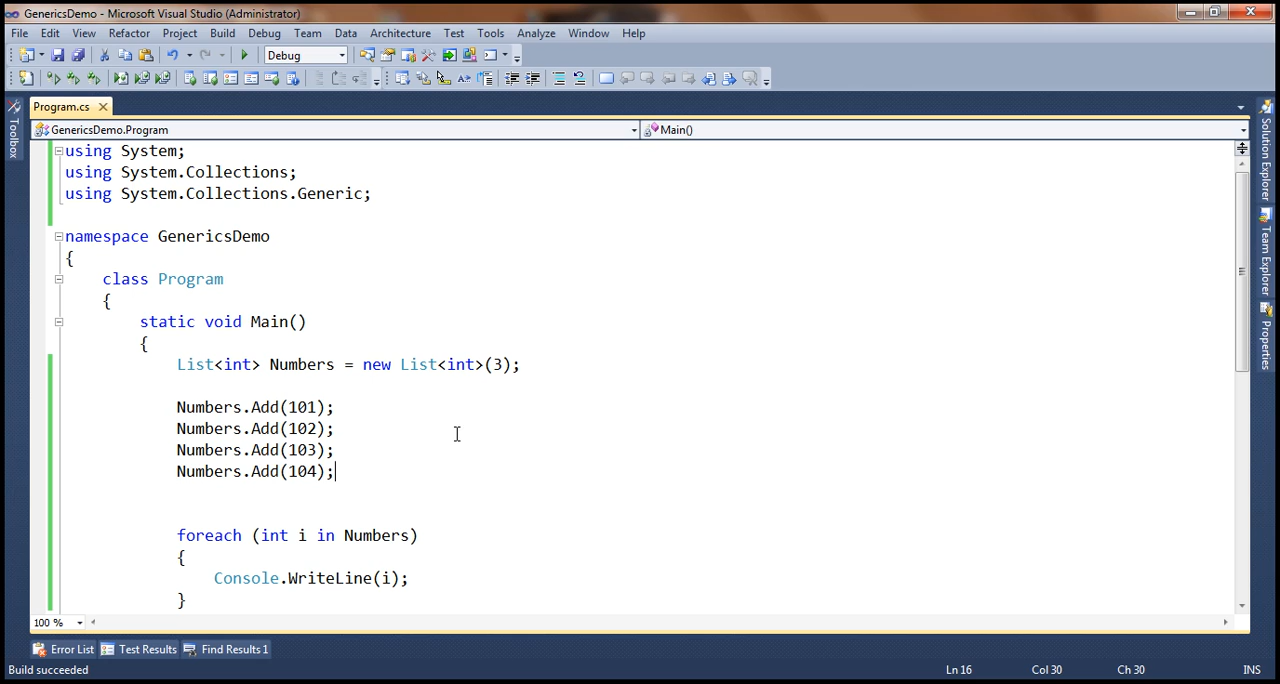 GenericsDemo - Microsoft Visual Studio (Administrator)
File Edit View Refactor Project Build Debug Team Data Architecture Test Tools Analyze Window Help
Debug
Program.cs
GenericsDemo.Program
Main()
Toolbox
Solution Explorer
Team Explorer
Properties
using System;
using System.Collections;
using System.Collections.Generic;
namespace GenericsDemo
{
class Program
{
static void Main()
{
List<int> Numbers = new List<int>(3);
Numbers.Add(101);
Numbers.Add(102);
Numbers.Add(103);
Numbers.Add(104);
foreach (int i in Numbers)
{
Console.WriteLine(i);
}
100 %
Error List Test Results Find Results 1
Build succeeded Ln 16 Col 30 Ch 30 INS